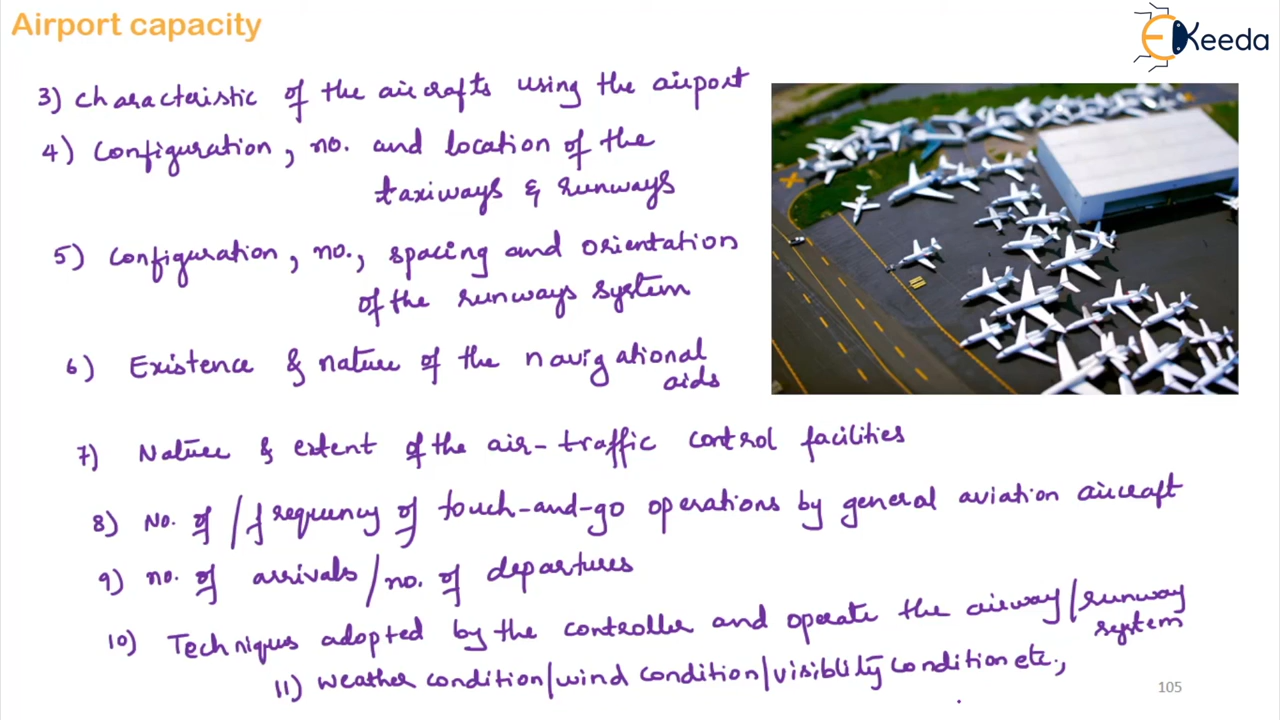 Airport capacity
EKeeda
3) characteristic of the aircrafts using the airport
4) Configuration, no. and location of the
taxiways & runways
5) Configuration, no., spacing and orientation
of the runways system
6) Existence & nature of the navigational
aids
7) Nature & extent of the air-traffic control facilities
8) No. of / frequency of touch-and-go operations by general aviation aircraft
9) no. of arrivals / no. of departures
10) Techniques adopted by the controller and operate the airway/runway
system
11) weather condition/wind condition/visiblity condition etc.,
105